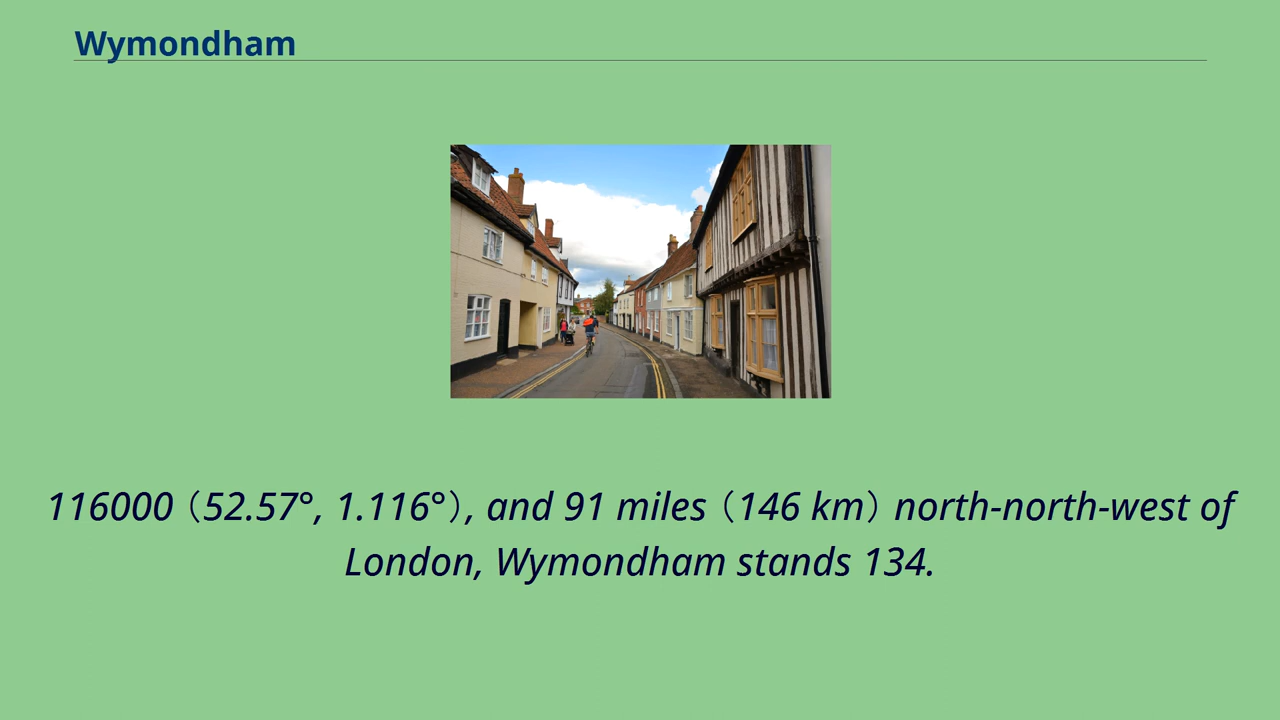 Wymondham
116000（52.57°, 1.116°）, and 91 miles（146 km）north-north-west of
London, Wymondham stands 134.